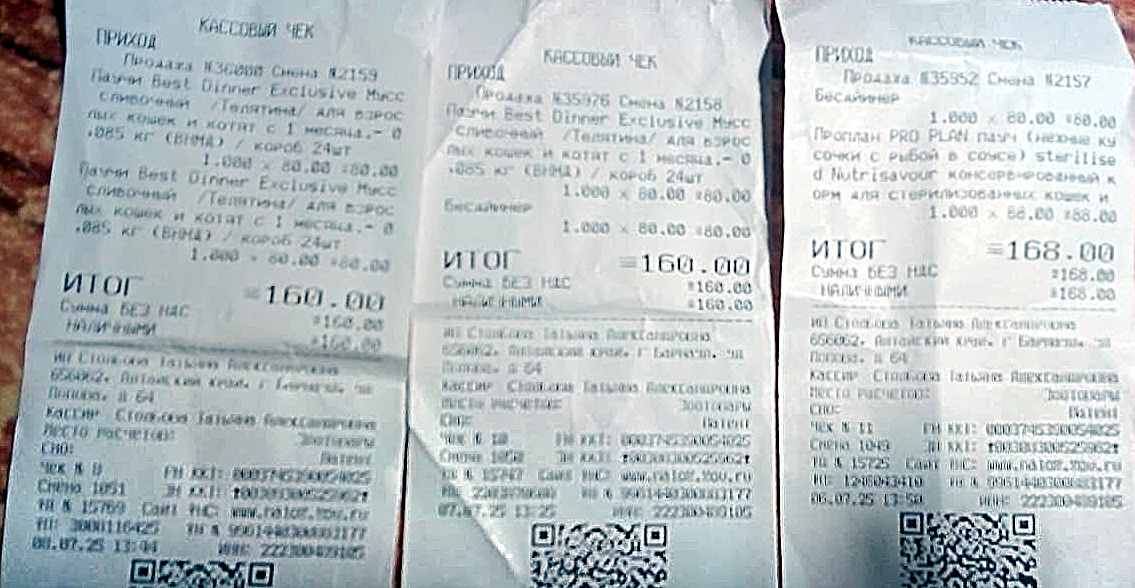 КАССОВЫЙ ЧЕК
ПРИХОД
Продажа №36000 Смена №2159
Паучи Best Dinner Exclusive Мусс
сливочный /Телятина/ для взрос
лых кошек и котят с 1 месяца.- 0
.085 кг (ВНМД) / короб 24шт
1.000 × 80.00 =80.00
Паучи Best Dinner Exclusive Мусс
сливочный /Телятина/ для взрос
лых кошек и котят с 1 месяца.- 0
.085 кг (ВНМД) / короб 24шт
1.000 × 80.00 =80.00
ИТОГ =160.00
Сумма БЕЗ НДС =160.00
НАЛИЧНЫМИ =160.00
ИП Татьяна Александровна
656062, Алтайский край, г Барнаул, ул
Попова, д 64
Кассир Татьяна Александровна
Место расчетов: Зоотовары
СНО: Патент
Чек №
Смена 1051
ФД № 15769 Сайт ФНС: www.nalog.gov.ru
08.07.25
КАССОВЫЙ ЧЕК
ПРИХОД
Продажа №35976 Смена №2158
Паучи Best Dinner Exclusive Мусс
сливочный /Телятина/ для взрос
лых кошек и котят с 1 месяца.- 0
.085 кг (ВНМД) / короб 24шт
1.000 × 80.00 =80.00
Бесайинер
1.000 × 80.00 =80.00
ИТОГ =160.00
Сумма БЕЗ НДС =160.00
НАЛИЧНЫМИ =160.00
ИП Татьяна Александровна
656062, Алтайский край, г Барнаул, ул
Попова, д 64
Кассир Татьяна Александровна
Место расчетов: Зоотовары
СНО: Патент
Чек № 10
Смена 1050
ФД № 15747 Сайт ФНС: www.nalog.gov.ru
07.07.25 13:25
КАССОВЫЙ ЧЕК
ПРИХОД
Продажа №35952 Смена №2157
Бесайинер
1.000 × 80.00 =80.00
Проплан PRO PLAN пауч (нежные ку
сочки с рыбой в соусе) sterilise
d Nutrisavour консервированный к
орм для стерилизованных кошек и
1.000 × 88.00 =88.00
ИТОГ =168.00
Сумма БЕЗ НДС =168.00
НАЛИЧНЫМИ =168.00
ИП Татьяна Александровна
656062, Алтайский край, г Барнаул, ул
Попова, д 64
Кассир Татьяна Александровна
Место расчетов: Зоотовары
СНО: Патент
Чек № 11
Смена 1049
ФД № 15725 Сайт ФНС: www.nalog.gov.ru
06.07.25 13:50